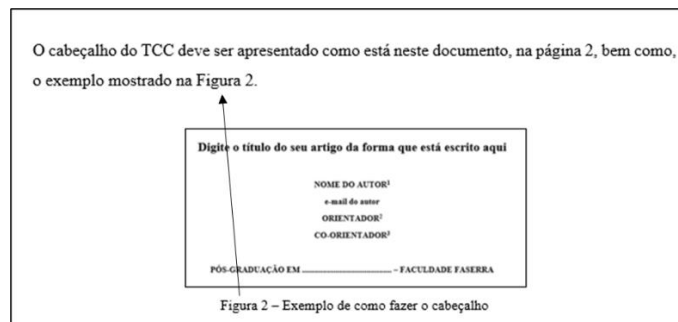 O cabeçalho do TCC deve ser apresentado como está neste documento, na página 2, bem como,
o exemplo mostrado na Figura 2.
Digite o título do seu artigo da forma que está escrito aqui
NOME DO AUTOR¹
e-mail do autor
ORIENTADOR²
CO-ORIENTADOR³
PÓS-GRADUAÇÃO EM ______________________ – FACULDADE FASERRA
Figura 2 – Exemplo de como fazer o cabeçalho